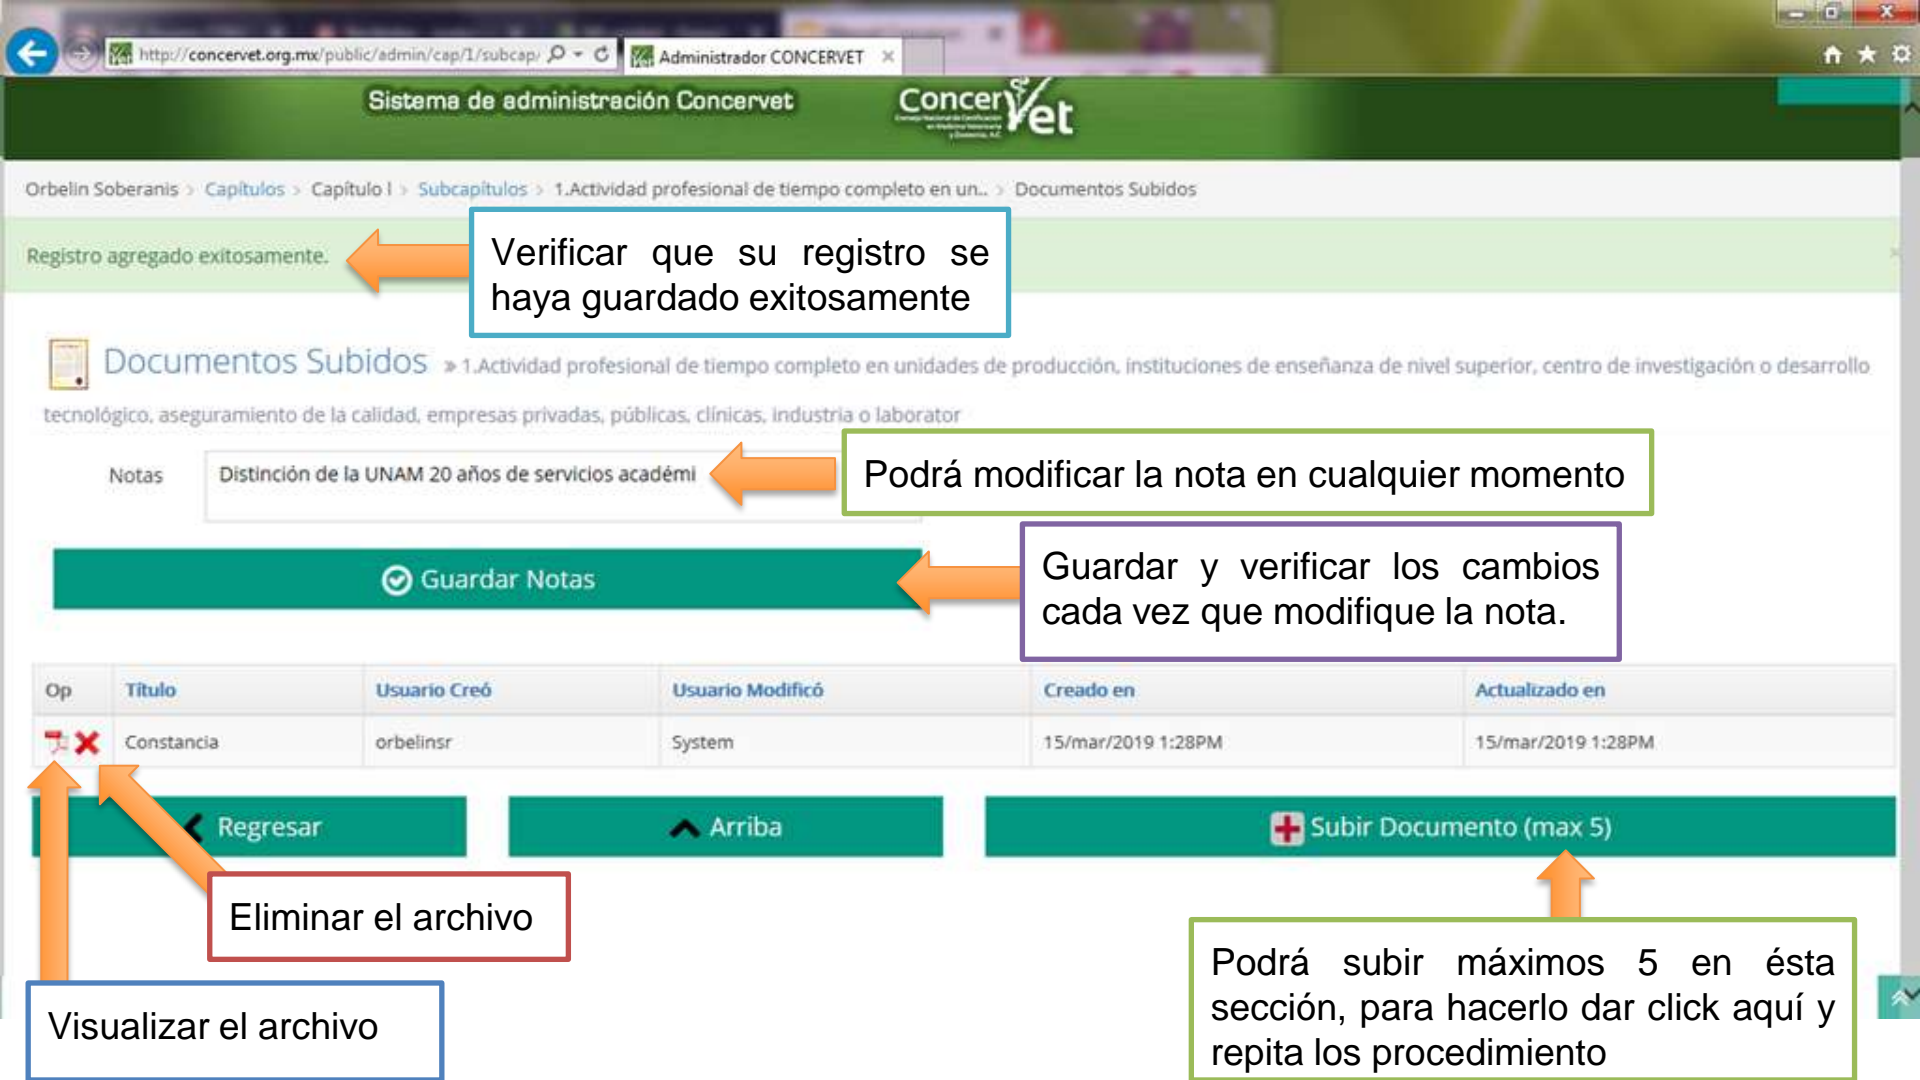 http://concervet.org.mx/public/admin/cap/1/subcap/
Administrador CONCERVET
Sistema de administración Concervet
ConcerVet
Orbelin Soberanis > Capítulos > Capítulo I > Subcapítulos > 1.Actividad profesional de tiempo completo en un.. > Documentos Subidos
Registro agregado exitosamente.
Verificar que su registro se
haya guardado exitosamente
Documentos Subidos » 1.Actividad profesional de tiempo completo en unidades de producción, instituciones de enseñanza de nivel superior, centro de investigación o desarrollo
tecnológico, aseguramiento de la calidad, empresas privadas, públicas, clínicas, industria o laborator
Notas
Distinción de la UNAM 20 años de servicios académi
Podrá modificar la nota en cualquier momento
Guardar Notas
Guardar y verificar los cambios
cada vez que modifique la nota.
Op Título Usuario Creó Usuario Modificó Creado en Actualizado en
Constancia orbelinsr System 15/mar/2019 1:28PM 15/mar/2019 1:28PM
Regresar
Arriba
Subir Documento (max 5)
Eliminar el archivo
Visualizar el archivo
Podrá subir máximos 5 en ésta
sección, para hacerlo dar click aquí y
repita los procedimiento